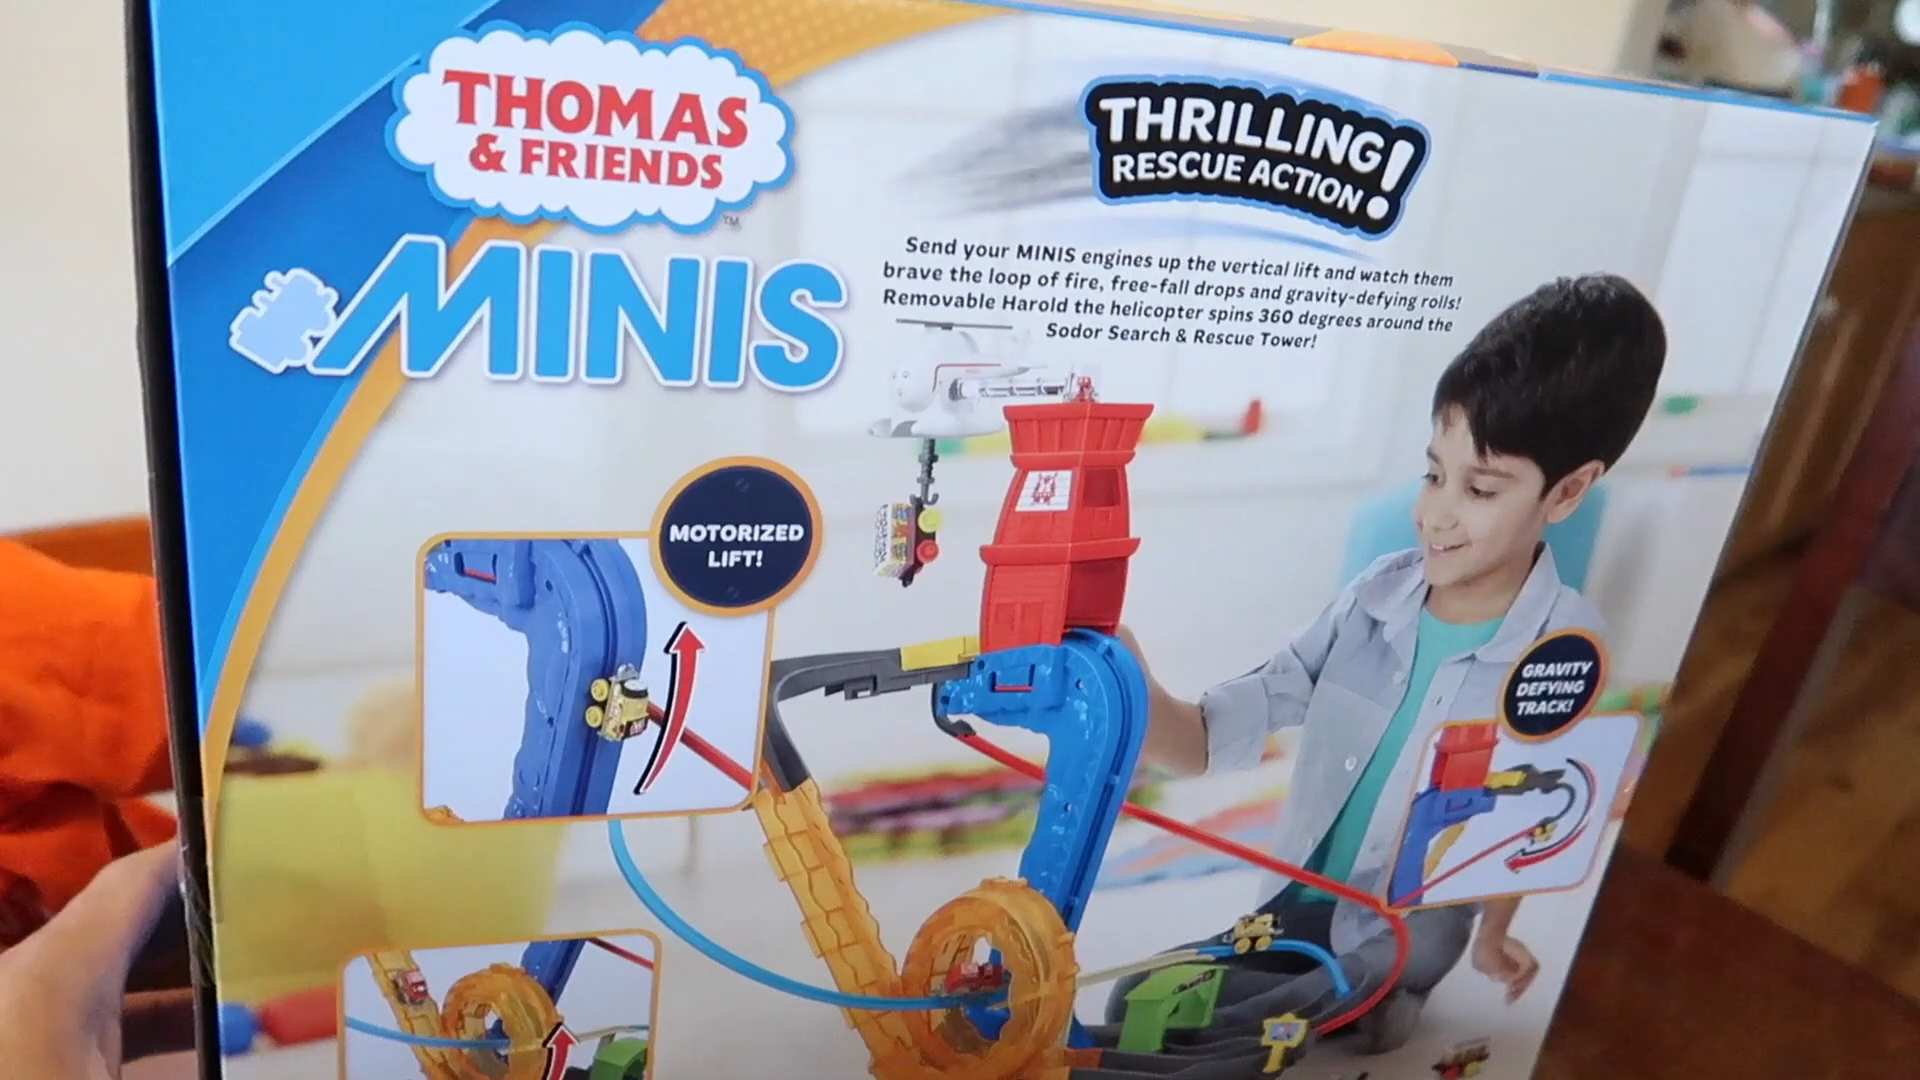 THOMAS
& FRIENDS
™
MINIS
THRILLING!
RESCUE ACTION
Send your MINIS engines up the vertical lift and watch them
brave the loop of fire, free-fall drops and gravity-defying rolls!
Removable Harold the helicopter spins 360 degrees around the
Sodor Search & Rescue Tower!
MOTORIZED
LIFT!
GRAVITY
DEFYING
TRACK!